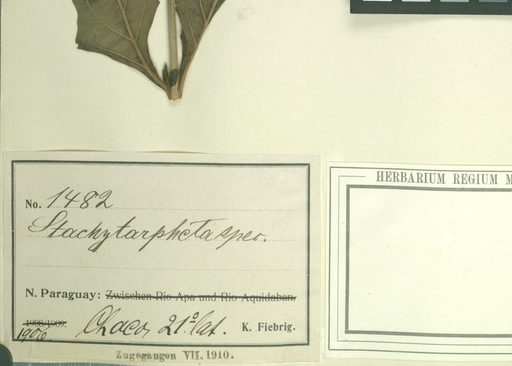 No. 1482
Stachytarpheta spec.
N. Paraguay: Zwischen Rio Apa und Rio Aquidaban.
1908/1909.
1906. Chaco, 21° lat. K. Fiebrig.
Zugegangen VII. 1910.
HERBARIUM REGIUM M